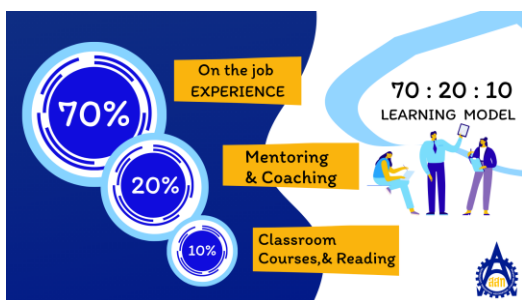 70%
On the job
EXPERIENCE
20%
Mentoring
& Coaching
10%
Classroom
Courses,& Reading
70 : 20 : 10
LEARNING MODEL